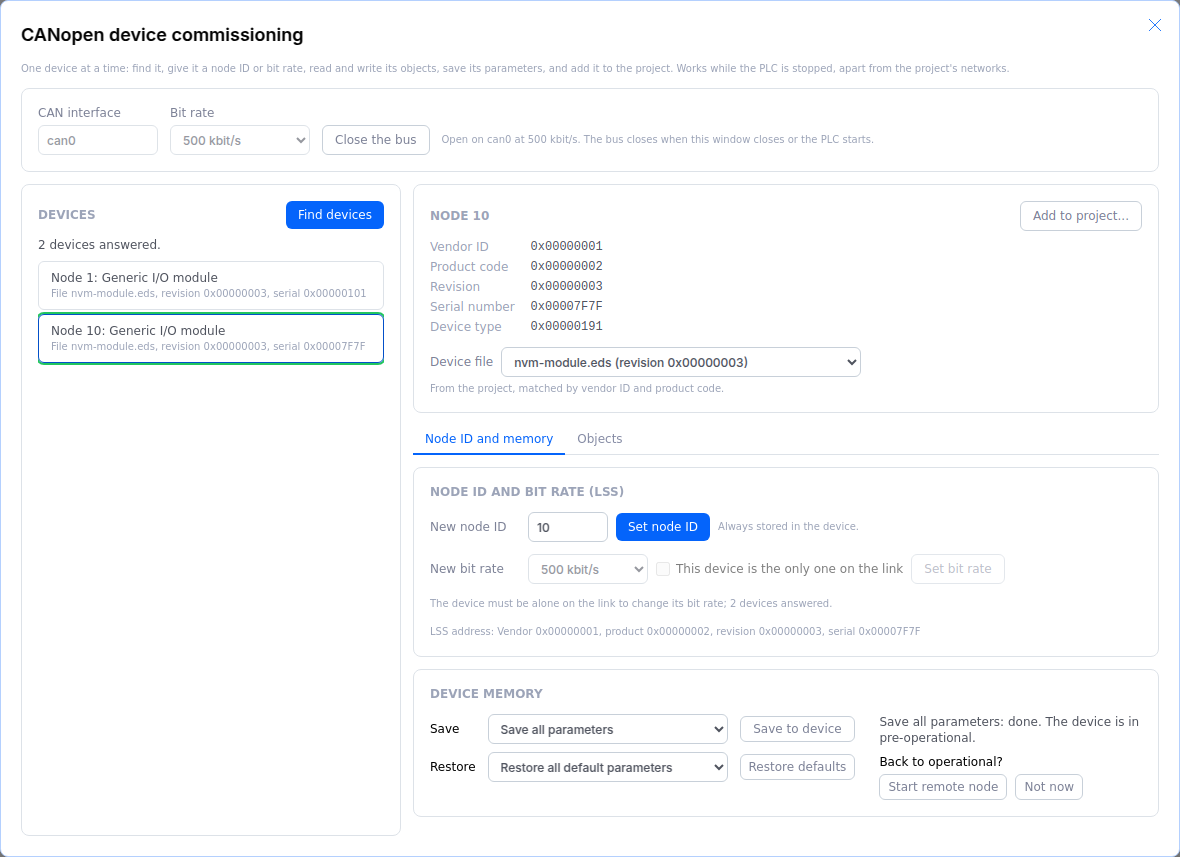 CANopen device commissioning
One device at a time: find it, give it a node ID or bit rate, read and write its objects, save its parameters, and add it to the project. Works while the PLC is stopped, apart from the project's networks.
CAN interface
Bit rate
can0
500 kbit/s
Close the bus
Open on can0 at 500 kbit/s. The bus closes when this window closes or the PLC starts.
DEVICES
Find devices
2 devices answered.
Node 1: Generic I/O module
File nvm-module.eds, revision 0x00000003, serial 0x00000101
Node 10: Generic I/O module
File nvm-module.eds, revision 0x00000003, serial 0x00007F7F
NODE 10
Add to project...
Vendor ID 0x00000001
Product code 0x00000002
Revision 0x00000003
Serial number 0x00007F7F
Device type 0x00000191
Device file nvm-module.eds (revision 0x00000003)
From the project, matched by vendor ID and product code.
Node ID and memory
Objects
NODE ID AND BIT RATE (LSS)
New node ID 10 Set node ID Always stored in the device.
New bit rate 500 kbit/s This device is the only one on the link Set bit rate
The device must be alone on the link to change its bit rate; 2 devices answered.
LSS address: Vendor 0x00000001, product 0x00000002, revision 0x00000003, serial 0x00007F7F
DEVICE MEMORY
Save Save all parameters Save to device
Restore Restore all default parameters Restore defaults
Save all parameters: done. The device is in
pre-operational.
Back to operational?
Start remote node Not now